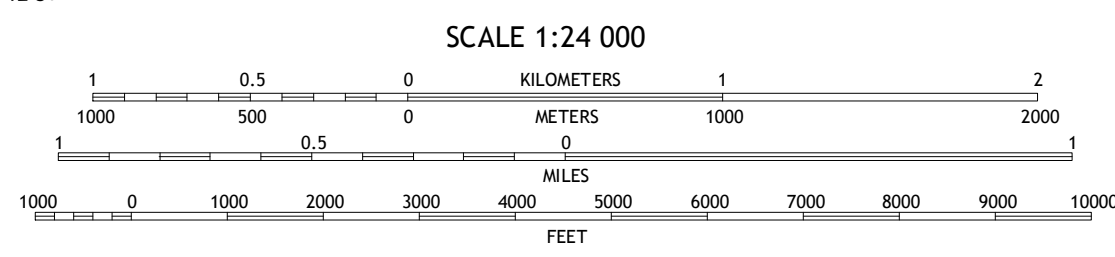 SCALE 1:24 000
1 0.5 0 KILOMETERS 1 2
1000 500 0 METERS 1000 2000
1 0.5 0 1
MILES
1000 0 1000 2000 3000 4000 5000 6000 7000 8000 9000 10000
FEET